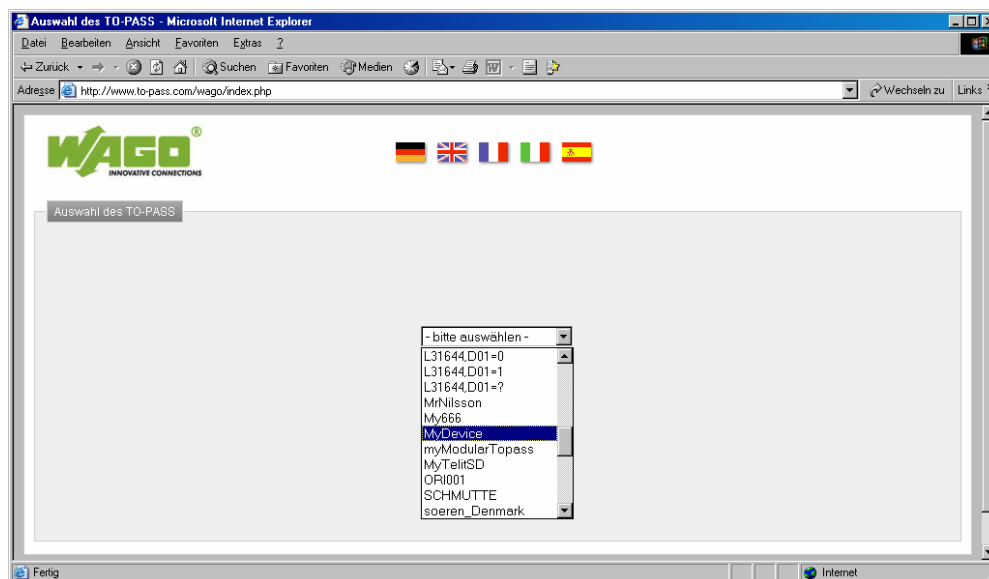 Auswahl des TO-PASS - Microsoft Internet Explorer
Datei Bearbeiten Ansicht Favoriten Extras ?
Zurück Suchen Favoriten Medien
Adresse http://www.to-pass.com/wago/index.php Wechseln zu Links
WAGO®
INNOVATIVE CONNECTIONS
Auswahl des TO-PASS
- bitte auswählen -
L31644,D01=0
L31644,D01=1
L31644,D01=?
MrNilsson
My666
MyDevice
myModularTopass
MyTelitSD
ORI001
SCHMUTTE
soeren_Denmark
Fertig Internet